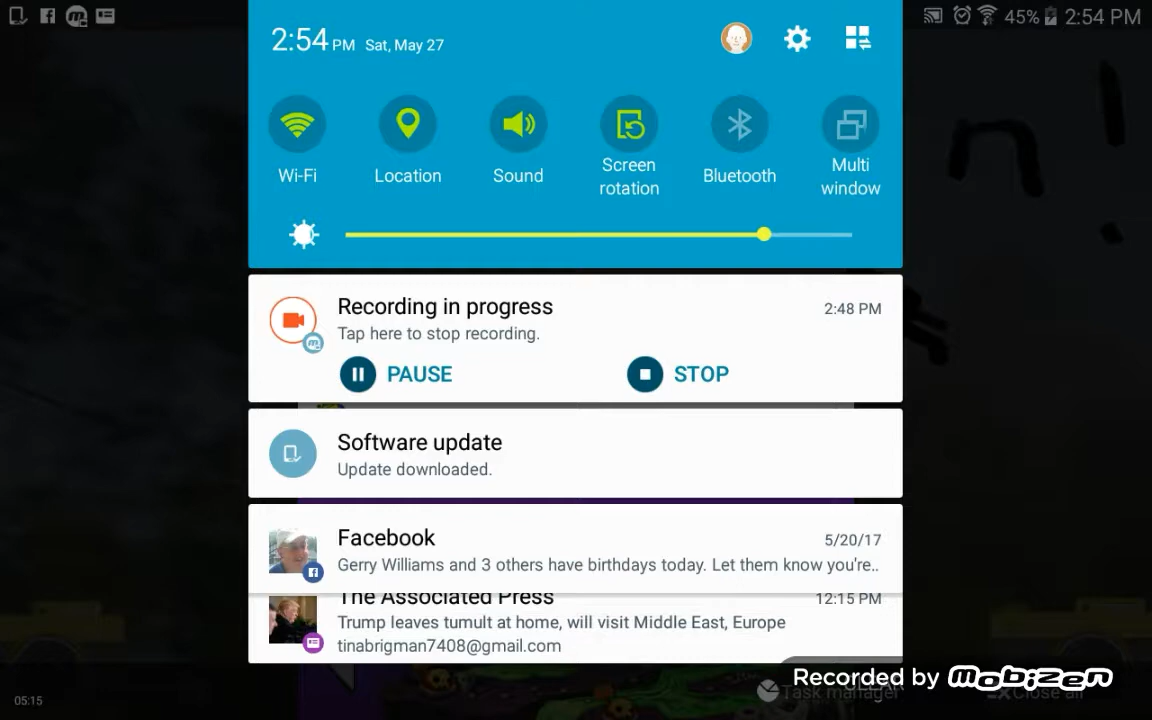 45% 2:54 PM
2:54 PM Sat, May 27
Wi-Fi
Location
Sound
Screen
rotation
Bluetooth
Multi
window
Recording in progress
2:48 PM
Tap here to stop recording.
PAUSE
STOP
Software update
Update downloaded.
Facebook
5/20/17
Gerry Williams and 3 others have birthdays today. Let them know you're..
The Associated Press
12:15 PM
Trump leaves tumult at home, will visit Middle East, Europe
tinabrigman7408@gmail.com
Recorded by Mobizen
Task manager
Close all
05:15